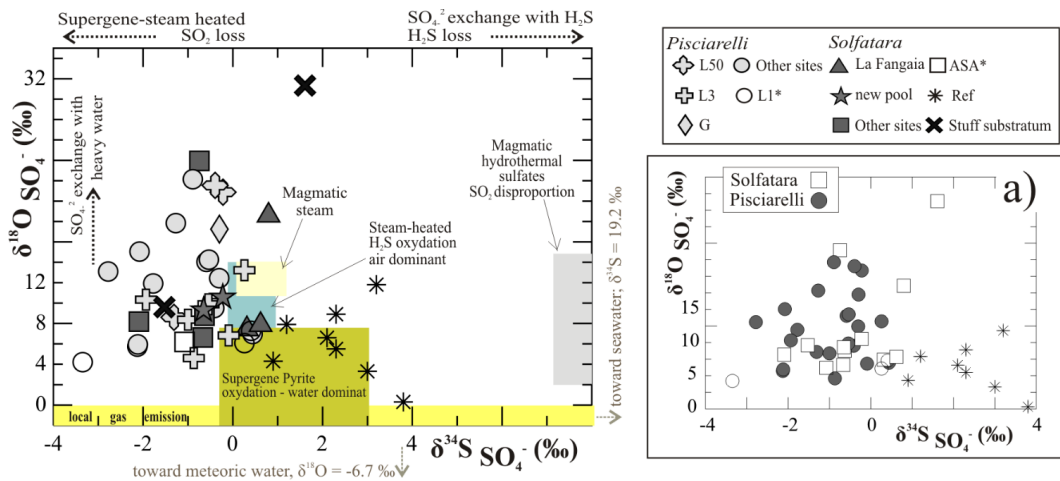 Supergene-steam heated
SO2 loss
SO4-² exchange with H2S
H2S loss
δ18O SO4- (‰)
SO4-² exchange with
heavy water
32
4
12
8
4
0
Magmatic
steam
Steam-heated
H2S oxydation
air dominant
Magmatic
hydrothermal
sulfates
SO2 disproportion
Supergene Pyrite
oxydation - water dominat
local gas emission
-4
-2
0
2
4
δ34S SO4- (‰)
toward meteoric water, δ18O = -6.7 ‰
toward seawater; δ34S = 19.2 ‰
Pisciarelli
Solfatara
L50
Other sites
La Fangaia
ASA*
L3
L1*
new pool
Ref
G
Other sites
Stuff substratum
a)
Solfatara
Pisciarelli
δ18O SO4- (‰)
15
10
5
0
-4
-2
0
2
4
δ34S SO4- (‰)